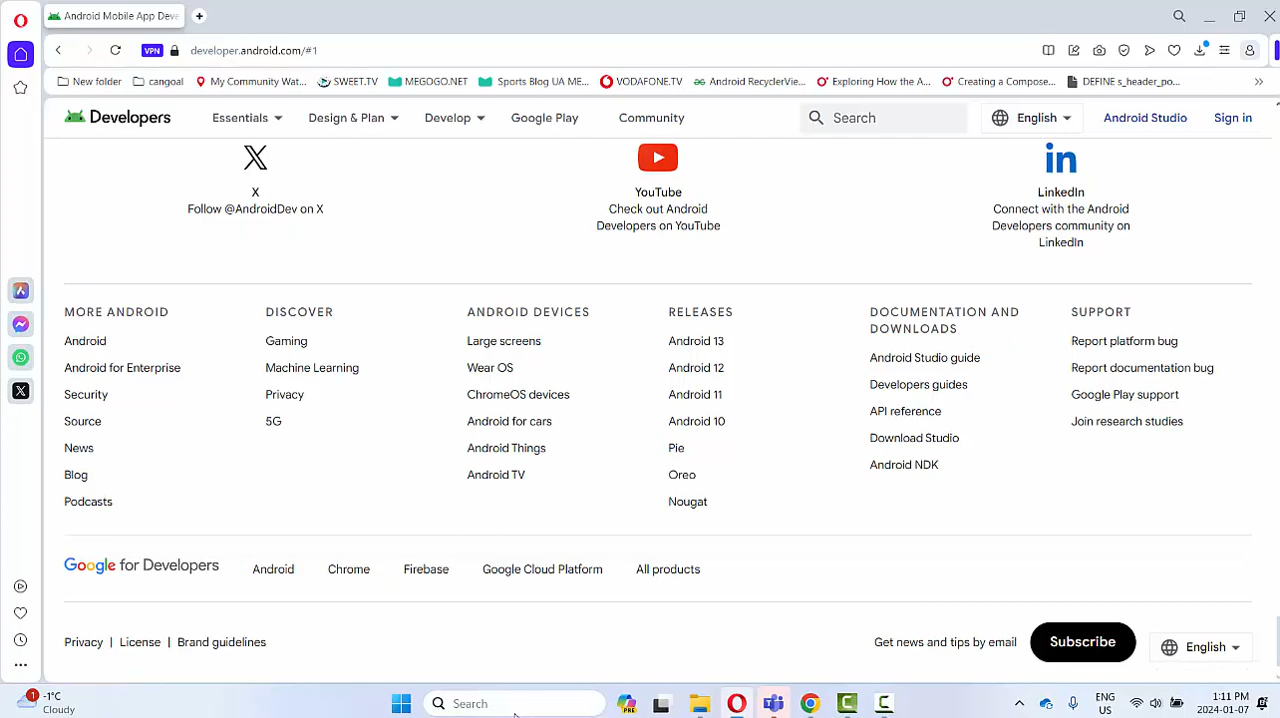 Android Mobile App Deve
developer.android.com/#1
VPN
New folder
cangoal
My Community Wat...
SWEET.TV
MEGOGO.NET
Sports Blog UA ME...
VODAFONE.TV
Android RecyclerVie...
Exploring How the A...
Creating a Compose...
DEFINE s_header_po...
Developers
Essentials
Design & Plan
Develop
Google Play
Community
Search
English
Android Studio
Sign in
X
Follow @AndroidDev on X
YouTube
Check out Android
Developers on YouTube
LinkedIn
Connect with the Android
Developers community on
LinkedIn
MORE ANDROID
Android
Android for Enterprise
Security
Source
News
Blog
Podcasts
DISCOVER
Gaming
Machine Learning
Privacy
5G
ANDROID DEVICES
Large screens
Wear OS
ChromeOS devices
Android for cars
Android Things
Android TV
RELEASES
Android 13
Android 12
Android 11
Android 10
Pie
Oreo
Nougat
DOCUMENTATION AND
DOWNLOADS
Android Studio guide
Developers guides
API reference
Download Studio
Android NDK
SUPPORT
Report platform bug
Report documentation bug
Google Play support
Join research studies
Google for Developers
Android
Chrome
Firebase
Google Cloud Platform
All products
Privacy | License | Brand guidelines
Get news and tips by email
Subscribe
English
1
-1°C
Cloudy
Search
PRE
ENG
US
1:11 PM
2024-01-07